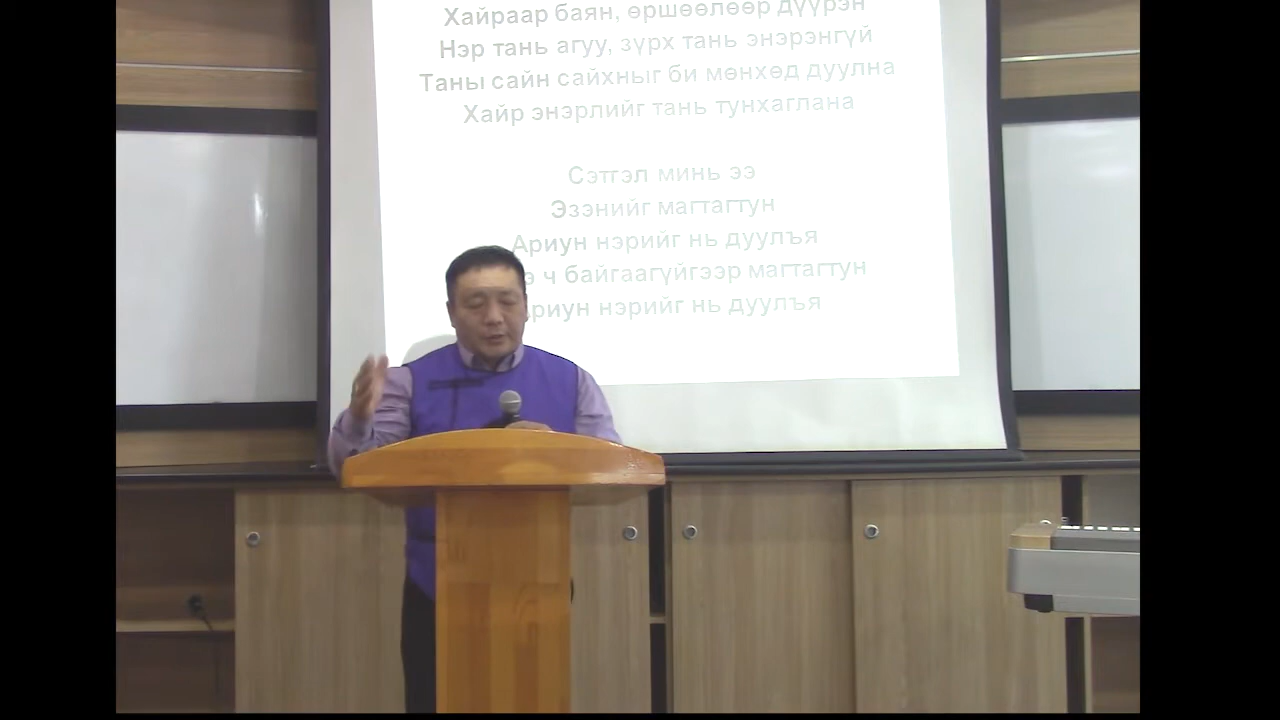 Хайраар баян, өршөөлөөр дүүрэн
Нэр тань агуу, зүрх тань энэрэнгүй
Таны сайн сайхныг би мөнхөд дуулна
Хайр энэрлийг тань тунхаглана
Сэтгэл минь ээ
Эзэнийг магтагтун
Ариун нэрийг нь дуулъя
ч байгаагүйгээр магтагтун
нэрийг нь дуулъя